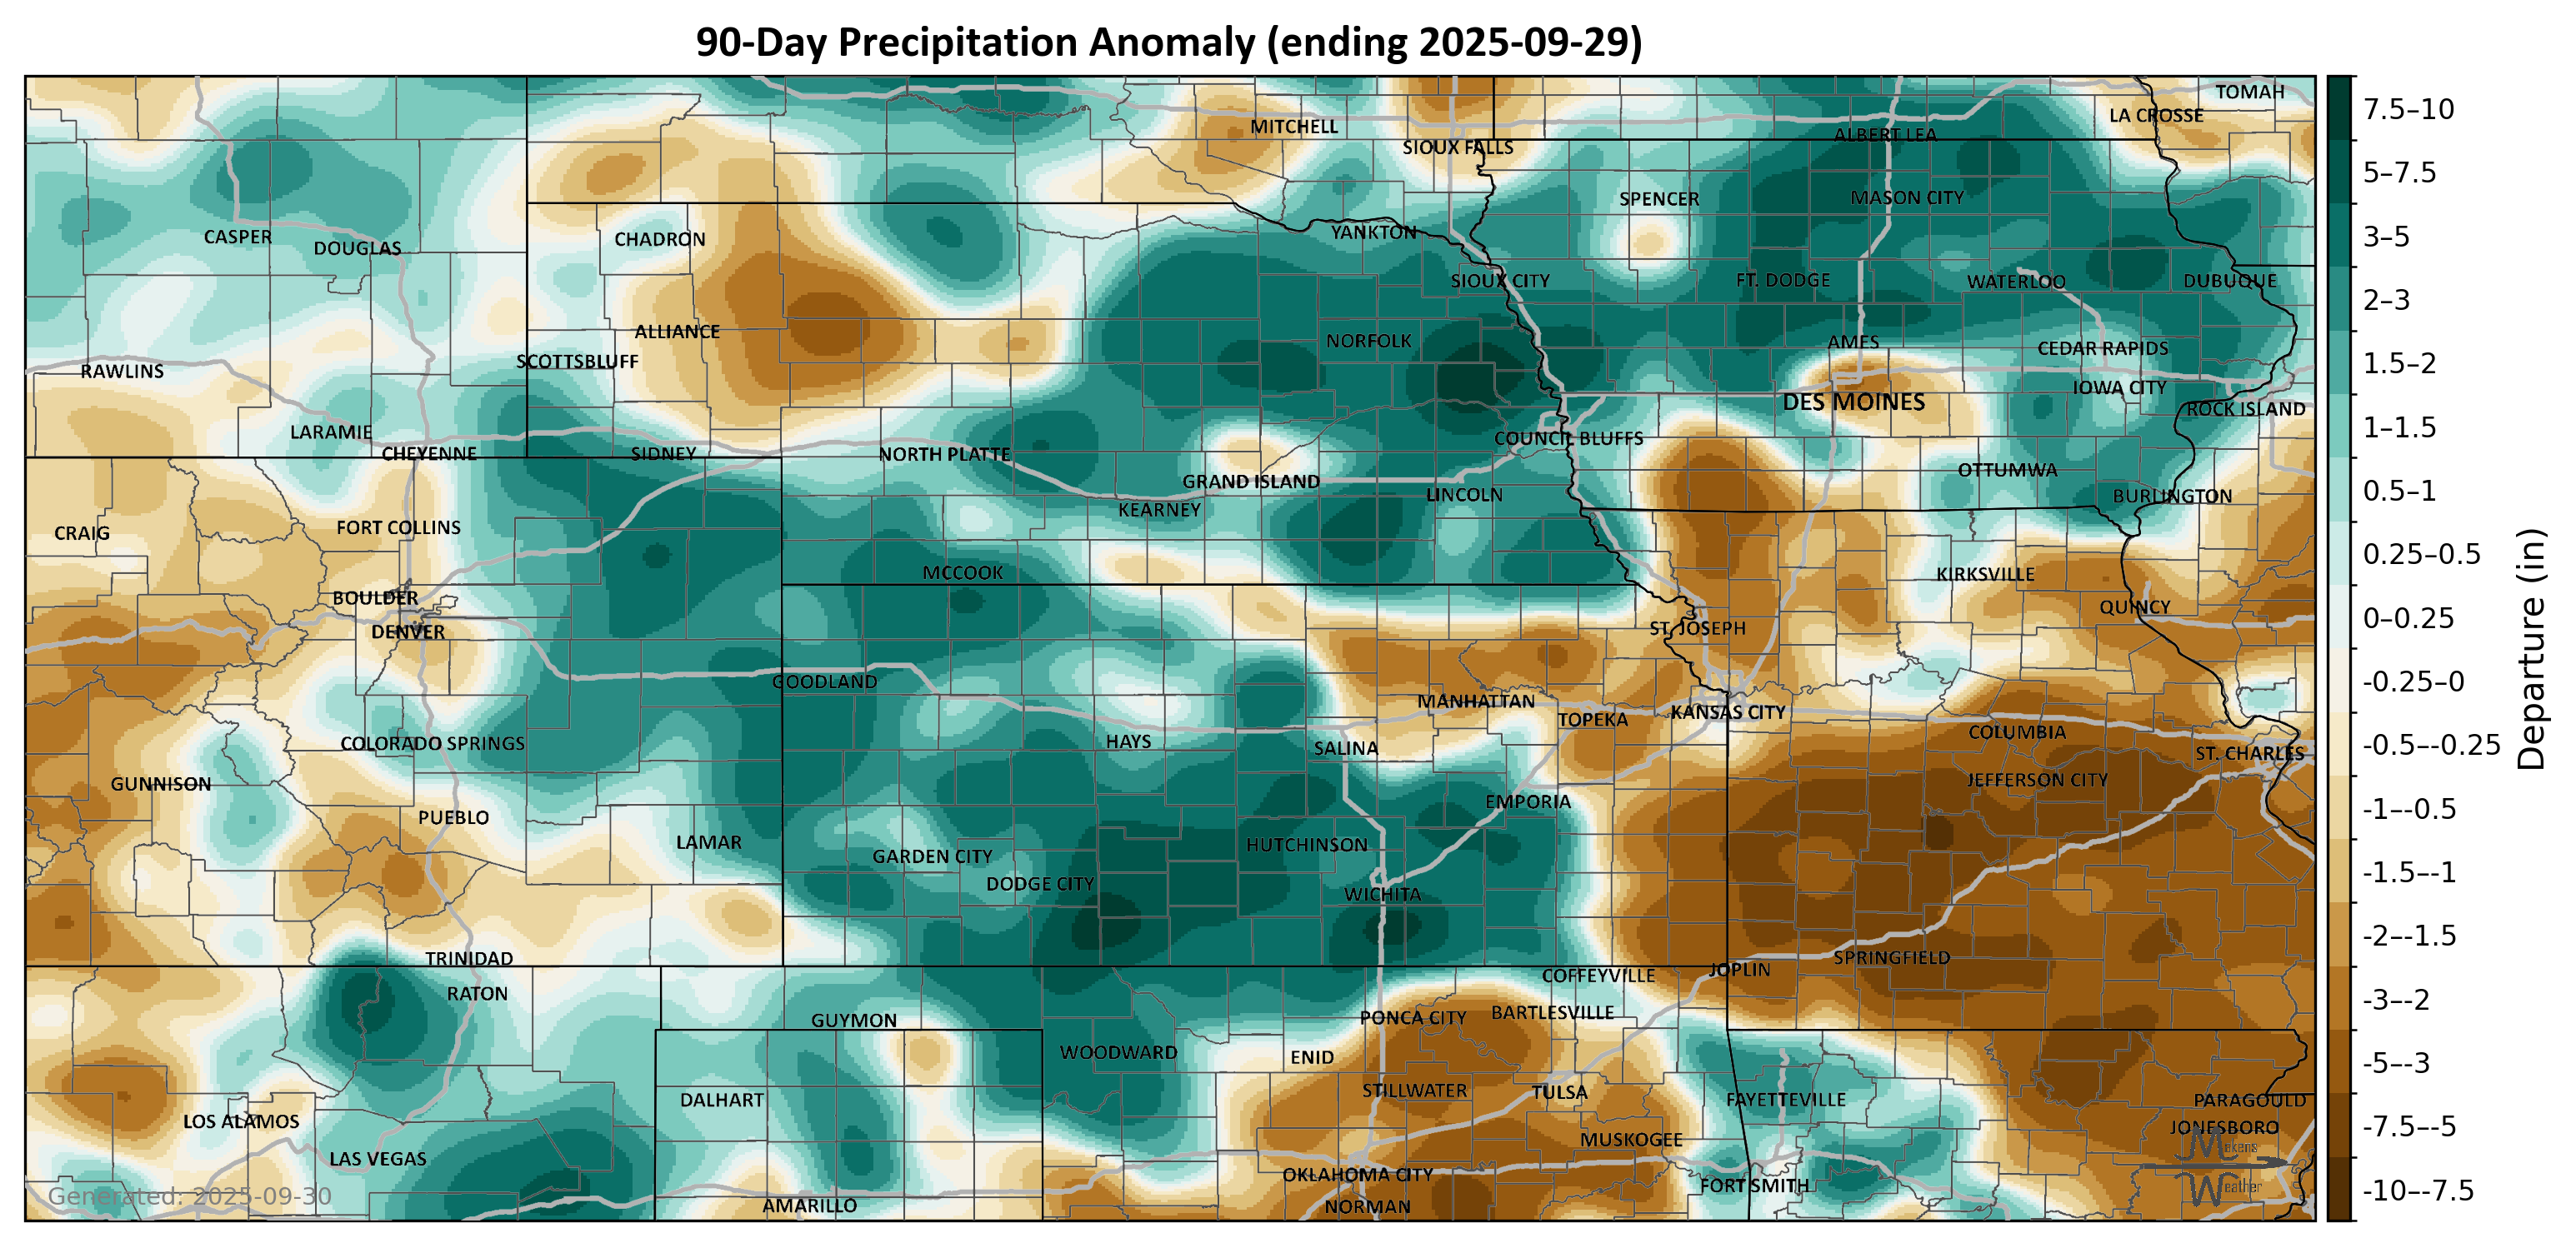 90-Day Precipitation Anomaly (ending 2025-09-29)
TOMAH
LA CROSSE
MITCHELL
ALBERT LEA
SIOUX FALLS
SPENCER
MASON CITY
YANKTON
CASPER
CHADRON
DOUGLAS
SIOUX CITY
FT. DODGE
WATERLOO
DUBUQUE
ALLIANCE
NORFOLK
AMES
CEDAR RAPIDS
SCOTTSBLUFF
RAWLINS
IOWA CITY
DES MOINES
ROCK ISLAND
LARAMIE
COUNCIL BLUFFS
CHEYENNE
SIDNEY
NORTH PLATTE
OTTUMWA
GRAND ISLAND
LINCOLN
BURLINGTON
KEARNEY
FORT COLLINS
CRAIG
MCCOOK
KIRKSVILLE
BOULDER
QUINCY
DENVER
ST. JOSEPH
GOODLAND
MANHATTAN
KANSAS CITY
TOPEKA
COLUMBIA
COLORADO SPRINGS
HAYS
SALINA
ST. CHARLES
GUNNISON
JEFFERSON CITY
EMPORIA
PUEBLO
LAMAR
HUTCHINSON
GARDEN CITY
DODGE CITY
WICHITA
TRINIDAD
SPRINGFIELD
JOPLIN
COFFEYVILLE
RATON
BARTLESVILLE
PONCA CITY
GUYMON
WOODWARD
ENID
STILLWATER
TULSA
DALHART
FAYETTEVILLE
PARAGOULD
LOS ALAMOS
JONESBORO
MUSKOGEE
LAS VEGAS
OKLAHOMA CITY
FORT SMITH
AMARILLO
NORMAN
Generated: 2025-09-30
Mekens
Weather
7.5–10
5–7.5
3–5
2–3
1.5–2
1–1.5
0.5–1
0.25–0.5
0–0.25
-0.25–0
-0.5–-0.25
-1–-0.5
-1.5–-1
-2–-1.5
-3–-2
-5–-3
-7.5–-5
-10–-7.5
Departure (in)